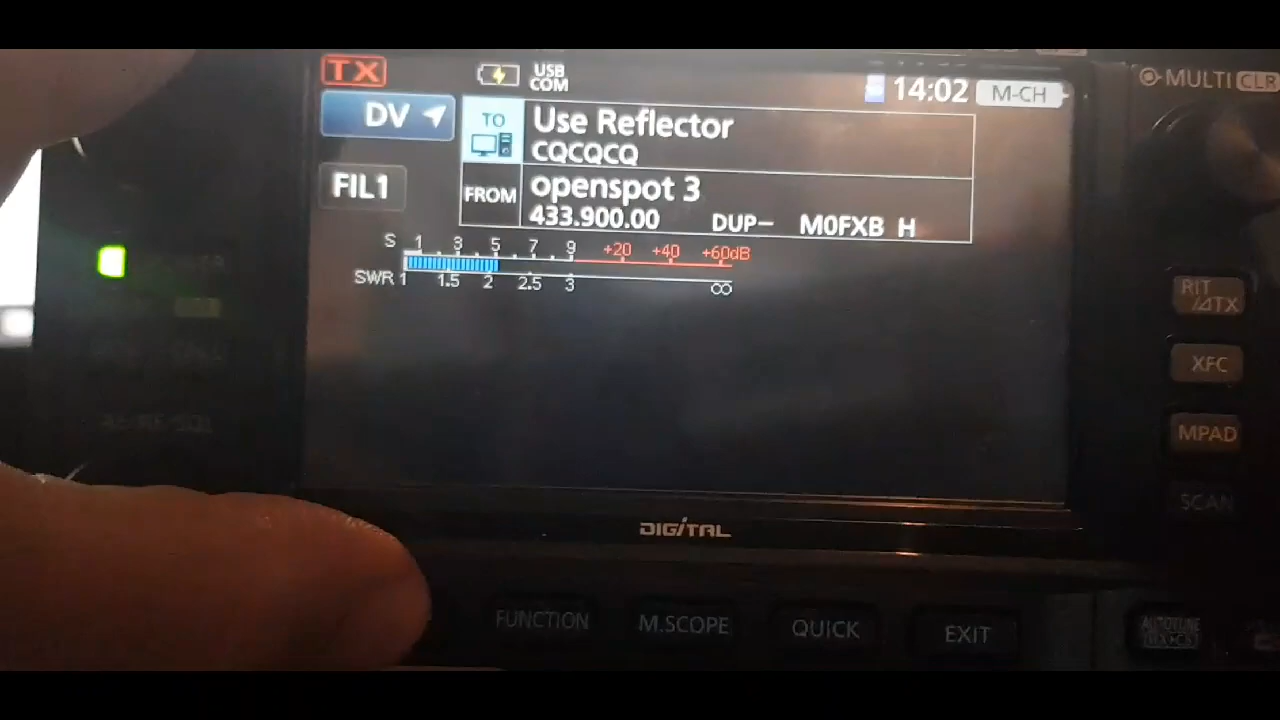 TX
USB
COM
14:02
M-CH
MULTI CLR
DV
TO
Use Reflector
CQCQCQ
FIL1
FROM
openspot 3
433.900.00 DUP− M0FXB H
S 1 . 3 . 5 . 7 . 9 +20 +40 +60dB
SWR 1 1.5 2 2.5 3 ∞
RIT
/⊿TX
XFC
MPAD
SCAN
DIGITAL
FUNCTION
M.SCOPE
QUICK
EXIT
AUTOTUNE